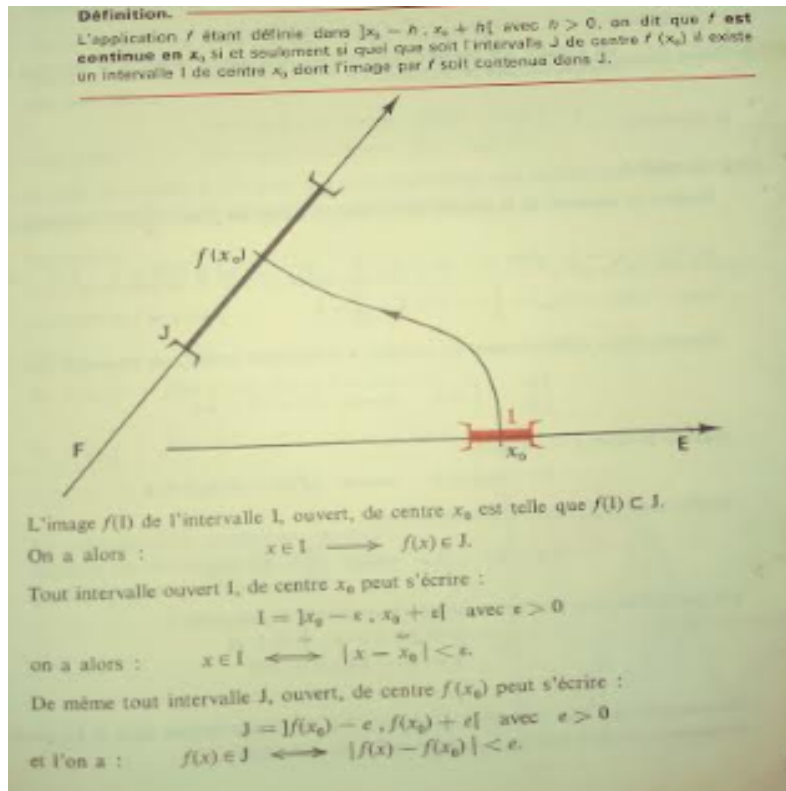 Définition.
L'application f étant définie dans ]x₀ − h , x₀ + h[ avec h > 0, on dit que f est
continue en x₀ si et seulement si quel que soit l'intervalle J de centre f (x₀) il existe
un intervalle I de centre x₀ dont l'image par f soit contenue dans J.
f(x₀)
J
I
F
x₀
E
L'image f(I) de l'intervalle I, ouvert, de centre x₀ est telle que f(I) ⊂ J.
On a alors : x ∈ I ⟶ f(x) ∈ J.
Tout intervalle ouvert I, de centre x₀ peut s'écrire :
I = ]x₀ − ε , x₀ + ε[ avec ε > 0
on a alors : x ∈ I ⟺ | x − x₀ | < ε.
De même tout intervalle J, ouvert, de centre f(x₀) peut s'écrire :
J = ]f(x₀) − e , f(x₀) + e[ avec e > 0
et l'on a : f(x) ∈ J ⟺ | f(x) − f(x₀) | < e.